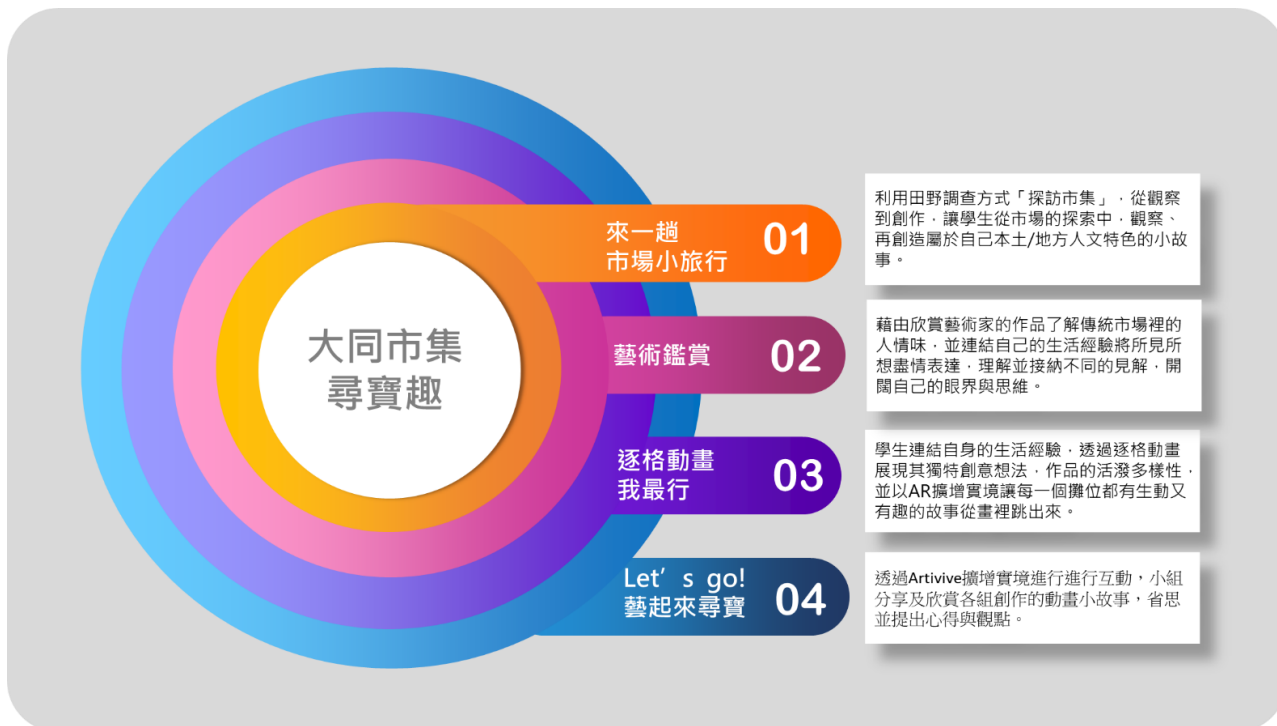 大同市集
尋寶趣
來一趟
市場小旅行
01
利用田野調查方式「探訪市集」，從觀察
到創作，讓學生從市場的探索中，觀察、
再創造屬於自己本土/地方人文特色的小故
事。
藝術鑑賞
02
藉由欣賞藝術家的作品了解傳統市場裡的
人情味，並連結自己的生活經驗將所見所
想盡情表達，理解並接納不同的見解，開
闊自己的眼界與思維。
逐格動畫
我最行
03
學生連結自身的生活經驗，透過逐格動畫
展現其獨特創意想法，作品的活潑多樣性，
並以AR擴增實境讓每一個攤位都有生動又
有趣的故事從畫裡跳出來。
Let’s go!
藝起來尋寶
04
透過Artivive擴增實境進行進行互動，小組
分享及欣賞各組創作的動畫小故事，省思
並提出心得與觀點。